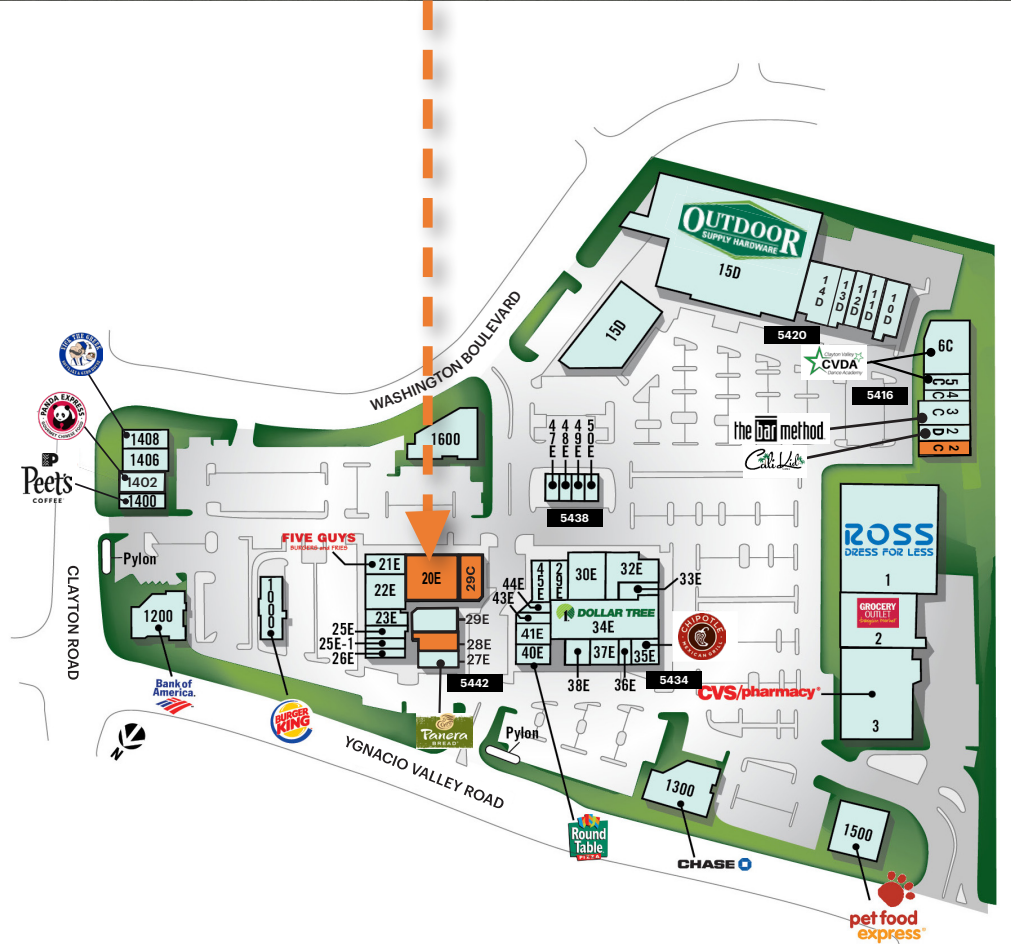 OUTDOOR
SUPPLY HARDWARE
15D
14D
13D
12D
11D
10D
15D
5420
6C
Clayton Valley
CVDA
Dance Academy
5C
4C
3C
2D
2C
5416
the bar method
Cali Kids
WASHINGTON BOULEVARD
PANDA EXPRESS
GOURMET CHINESE FOOD
Peet's
COFFEE
1408
1406
1402
1400
1600
47E
48E
49E
50E
5438
ROSS
DRESS FOR LESS
1
GROCERY
OUTLET
Bargain Market
2
CVS/pharmacy
3
Pylon
CLAYTON ROAD
1200
1000
FIVE GUYS
BURGERS and FRIES
21E
22E
23E
25E
25E-1
26E
20E
29C
29E
28E
27E
5442
44E
43E
45E
30E
32E
33E
DOLLAR TREE
34E
41E
40E
37E
35E
38E
36E
5434
CHIPOTLE
MEXICAN GRILL
Bank of
America.
BURGER
KING
Panera
BREAD
Pylon
N
YGNACIO VALLEY ROAD
1300
1500
Round
Table
PIZZA
CHASE
pet food
express